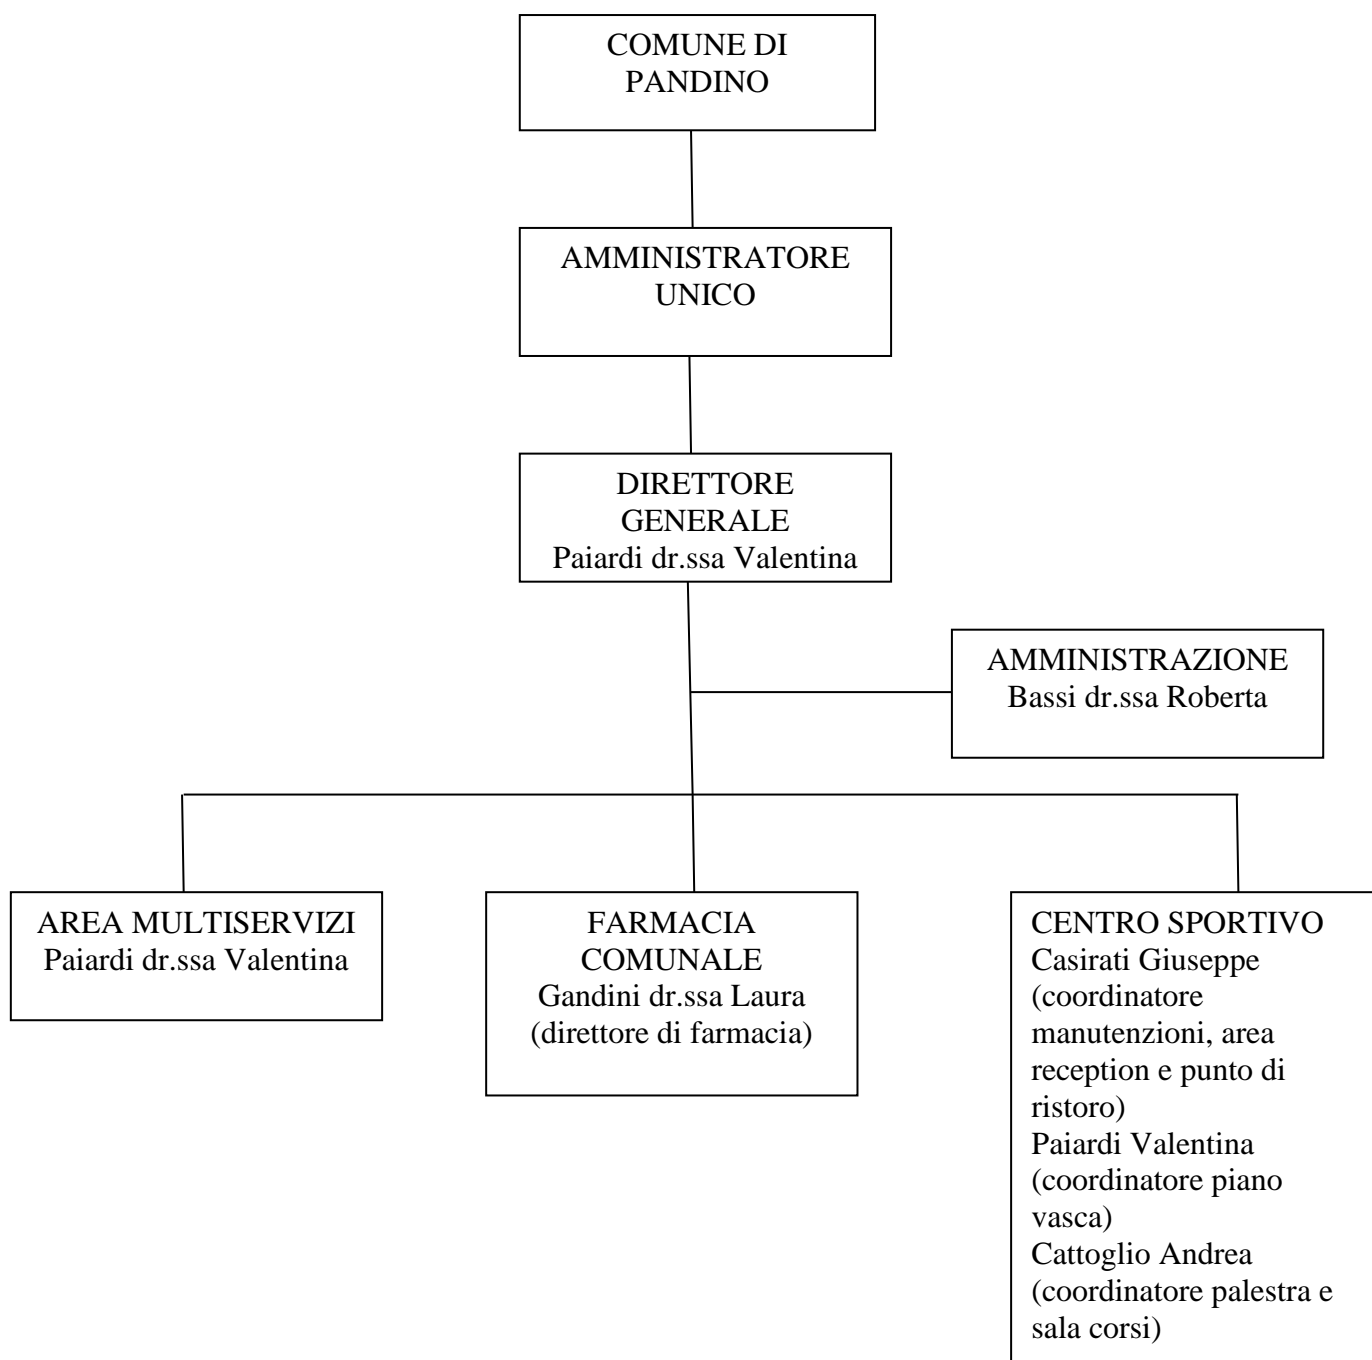 COMUNE DI
PANDINO
AMMINISTRATORE
UNICO
DIRETTORE
GENERALE
Paiardi dr.ssa Valentina
AMMINISTRAZIONE
Bassi dr.ssa Roberta
AREA MULTISERVIZI
Paiardi dr.ssa Valentina
FARMACIA
COMUNALE
Gandini dr.ssa Laura
(direttore di farmacia)
CENTRO SPORTIVO
Casirati Giuseppe
(coordinatore
manutenzioni, area
reception e punto di
ristoro)
Paiardi Valentina
(coordinatore piano
vasca)
Cattoglio Andrea
(coordinatore palestra e
sala corsi)